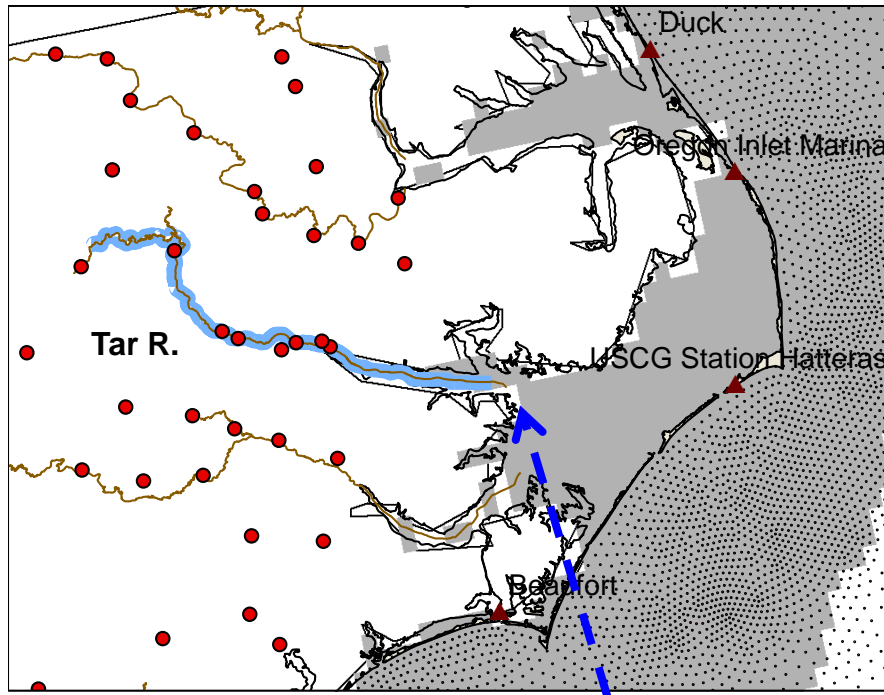 Duck
Oregon Inlet Marina
Tar R.
USCG Station Hatteras
Beaufort